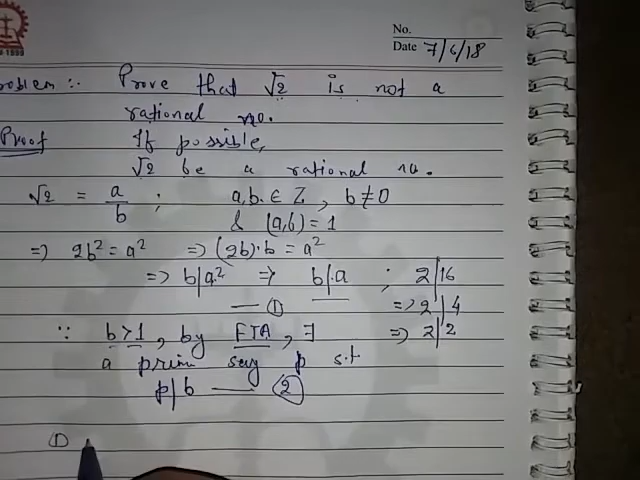 No.
Date 7/6/18
roblem :. Prove that √2 is not a
rational no.
Proof If possible,
√2 be a rational no.
√2 = a/b ; a,b ∈ Z, b≠0
& (a,b)=1
=> 2b²=a² => (2b)·b = a²
=> b|a² => b|a ; 2|16
— ① => 2|4
∵ b>1, by FTA, ∃ => 2|2
a prime say p s.t
p|b — ②
①